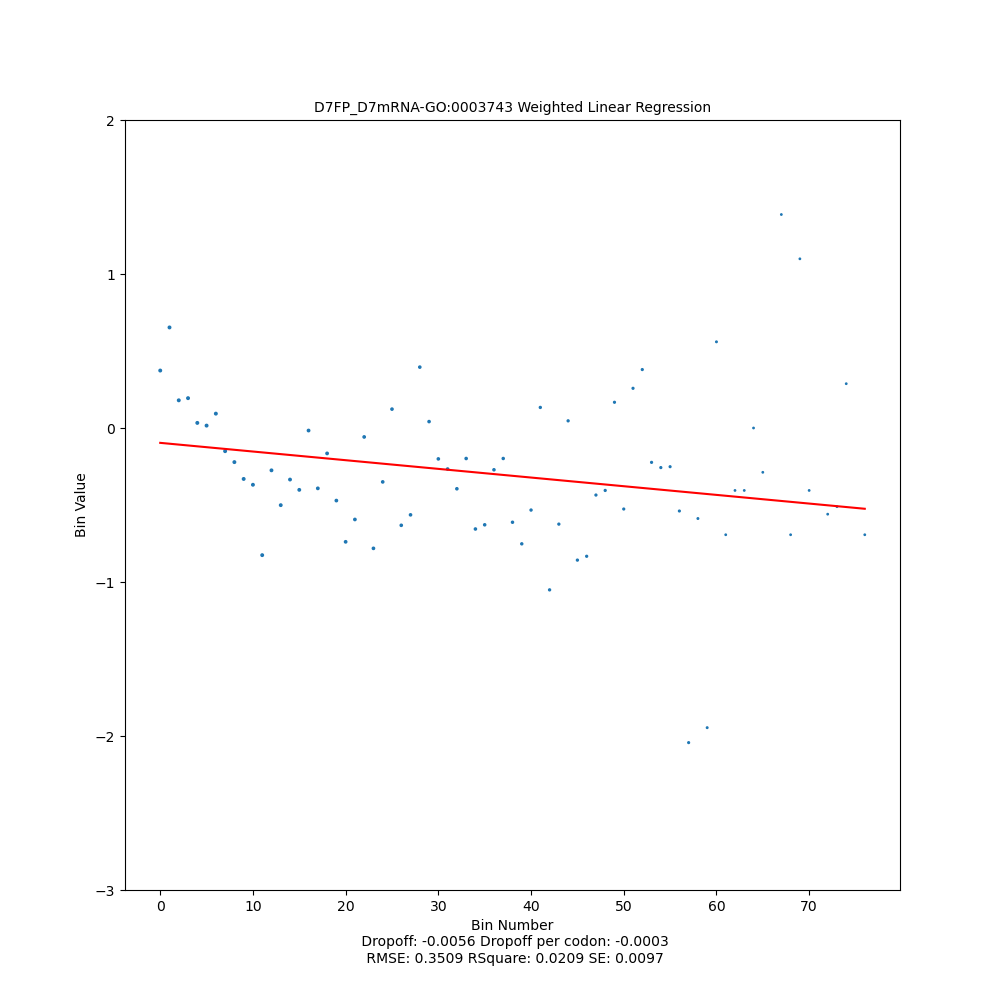 D7FP_D7mRNA-GO:0003743 Weighted Linear Regression
2
1
0
−1
−2
−3
Bin Value
0 10 20 30 40 50 60 70
Bin Number
Dropoff: -0.0056 Dropoff per codon: -0.0003
RMSE: 0.3509 RSquare: 0.0209 SE: 0.0097